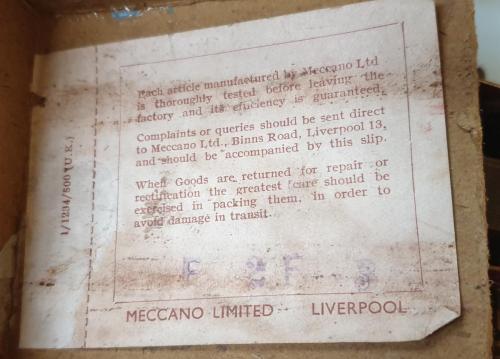 Each article manufactured by Meccano Ltd
is thoroughly tested before leaving the
factory and its efficiency is guaranteed.
Complaints or queries should be sent direct
to Meccano Ltd., Binns Road, Liverpool 13,
and should be accompanied by this slip.
When Goods are returned for repair or
rectification the greatest care should be
exercised in packing them, in order to
avoid damage in transit.
F 2 F 3
MECCANO LIMITED LIVERPOOL
1/1234/500 (U.K.)